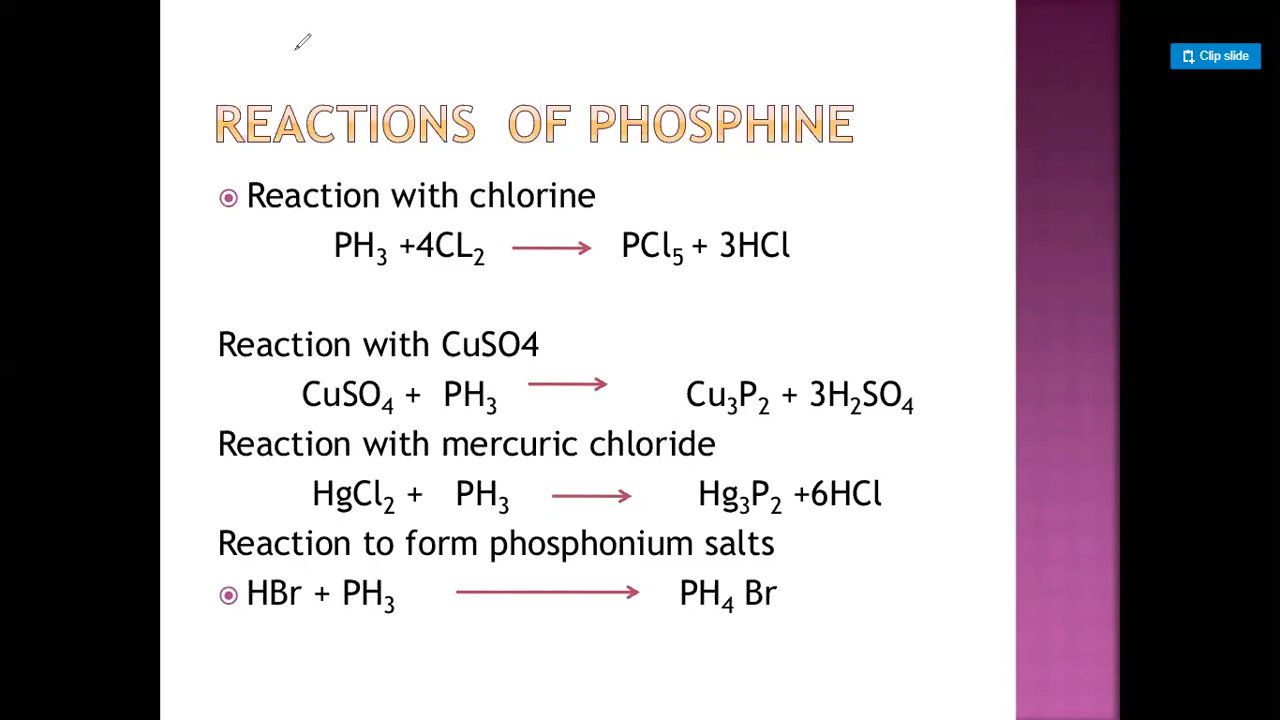 Clip slide
REACTIONS OF PHOSPHINE
Reaction with chlorine
PH₃ +4CL₂ → PCl₅ + 3HCl
Reaction with CuSO4
CuSO₄ + PH₃ → Cu₃P₂ + 3H₂SO₄
Reaction with mercuric chloride
HgCl₂ + PH₃ → Hg₃P₂ +6HCl
Reaction to form phosphonium salts
HBr + PH₃ → PH₄ Br